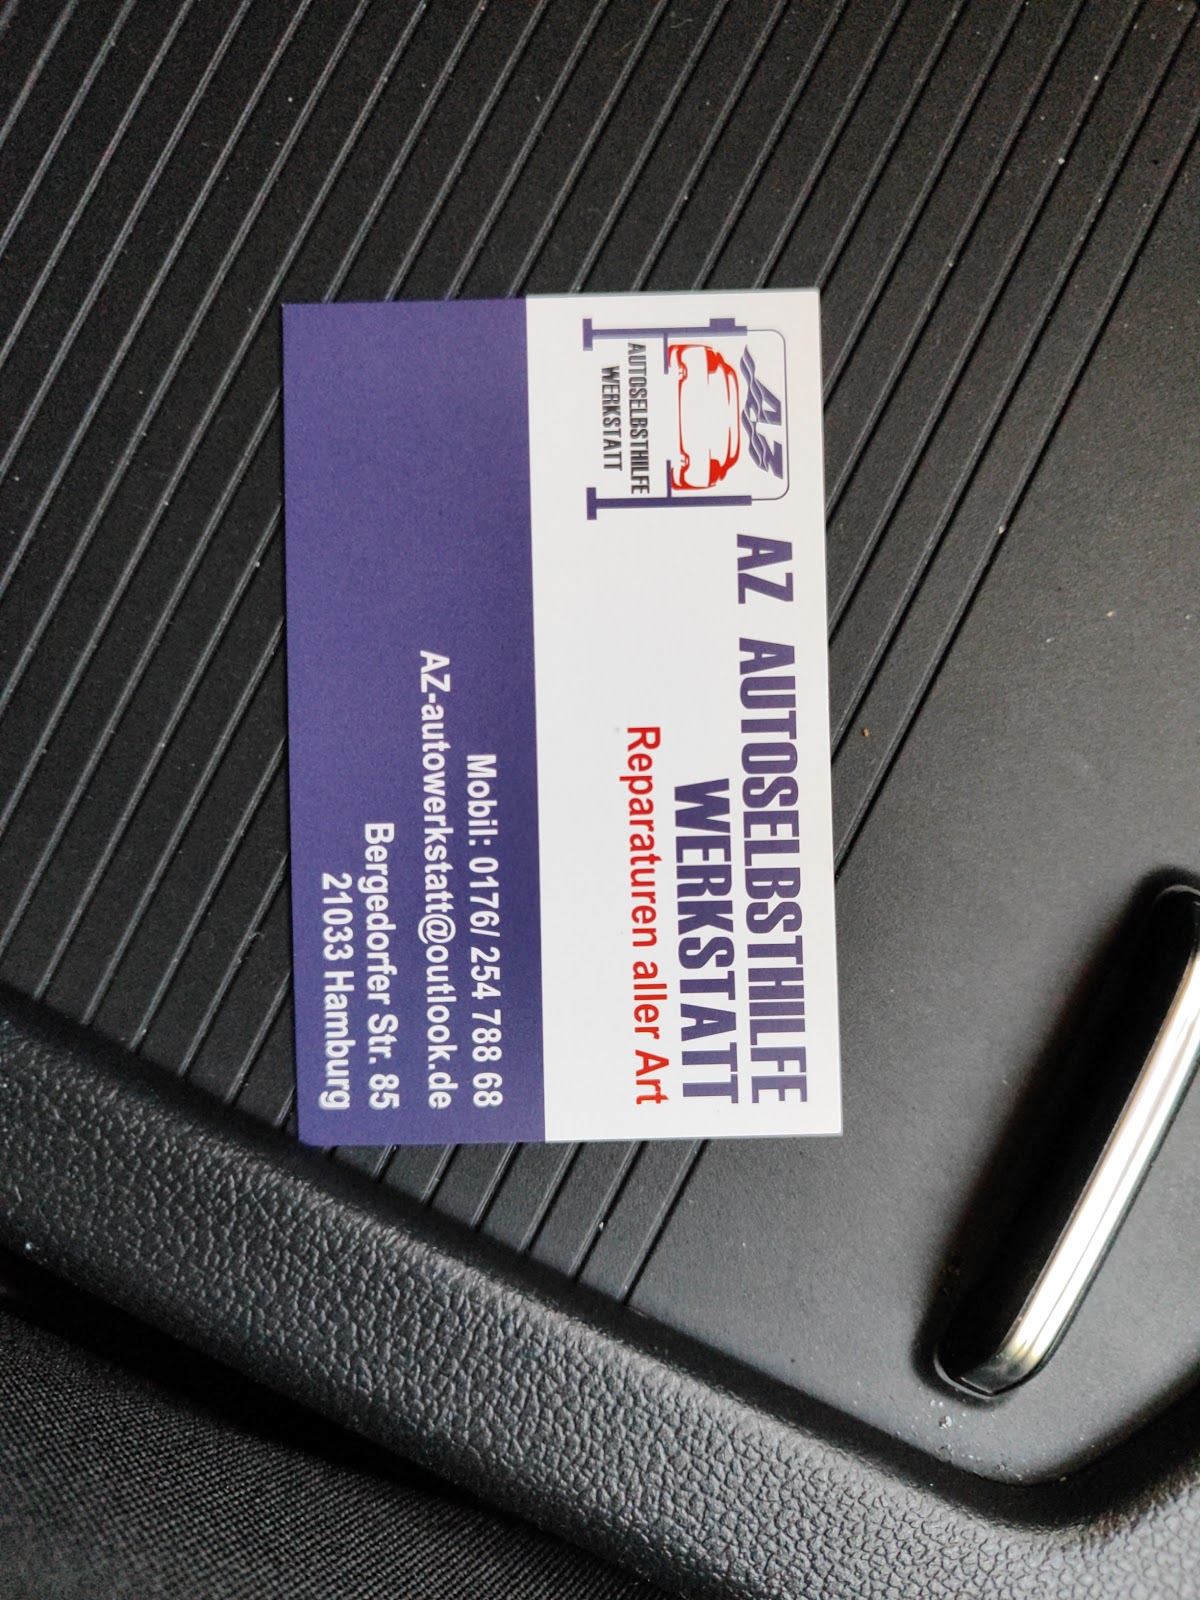 AZ
AUTOSELBSTHILFE
WERKSTATT
AZ AUTOSELBSTHILFE
WERKSTATT
Reparaturen aller Art
Mobil: 0176/ 254 788 68
AZ-autowerkstatt@outlook.de
Bergedorfer Str. 85
21033 Hamburg